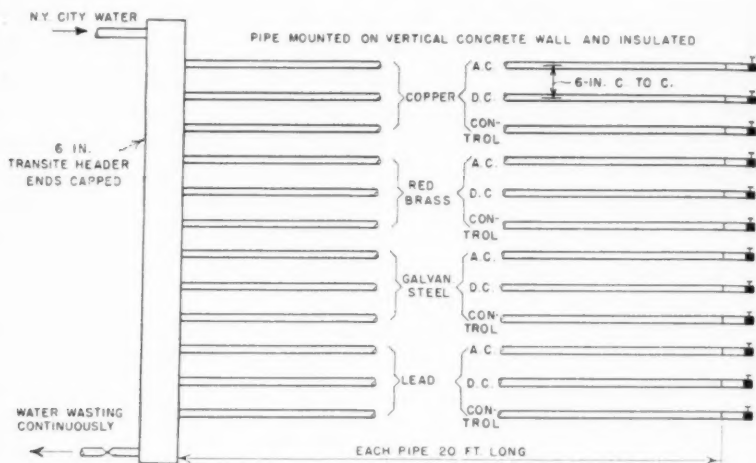 N.Y. CITY WATER
PIPE MOUNTED ON VERTICAL CONCRETE WALL AND INSULATED
6 IN.
TRANSITE HEADER
ENDS CAPPED
COPPER
A.C.
D.C.
CON-
TROL
6-IN. C. TO C.
RED
BRASS
A.C.
D.C.
CON-
TROL
GALVAN
STEEL
A.C.
D.C.
CON-
TROL
LEAD
A.C.
D.C.
CON-
TROL
WATER WASTING
CONTINUOUSLY
EACH PIPE 20 FT. LONG